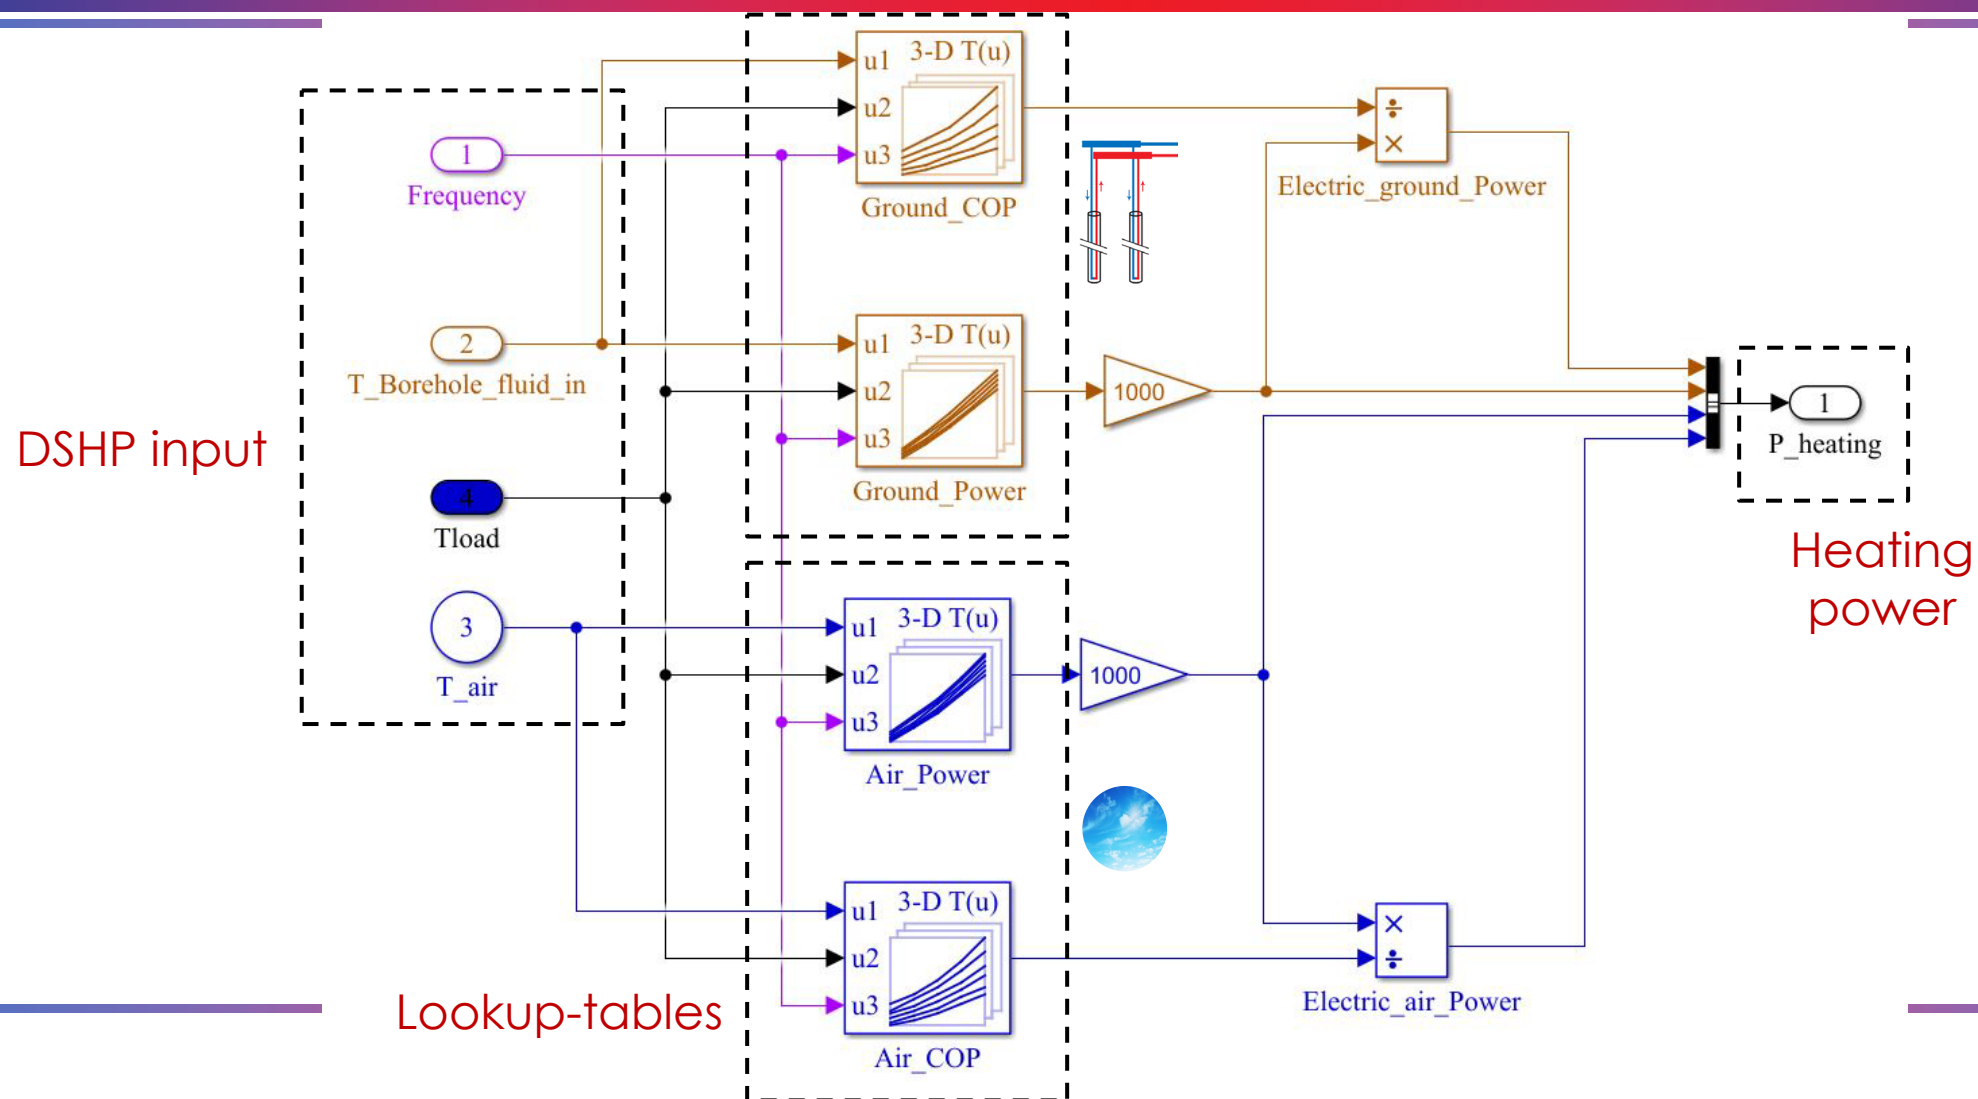 DSHP input
1
Frequency
2
T_Borehole_fluid_in
4
Tload
3
T_air
Lookup-tables
3-D T(u)
u1
u2
u3
Ground_COP
3-D T(u)
u1
u2
u3
Ground_Power
3-D T(u)
u1
u2
u3
Air_Power
3-D T(u)
u1
u2
u3
Air_COP
1000
1000
÷
×
Electric_ground_Power
×
÷
Electric_air_Power
1
P_heating
Heating
power